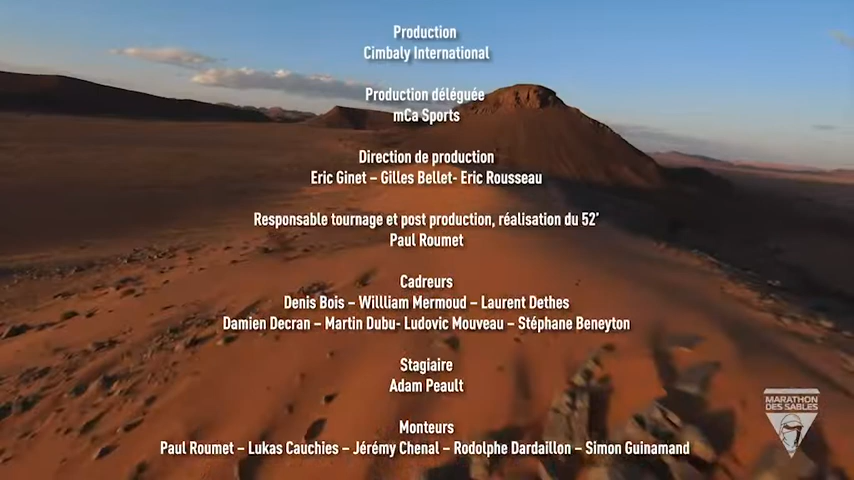 Production
Cimbaly International
Production déléguée
mCa Sports
Direction de production
Eric Ginet – Gilles Bellet- Eric Rousseau
Responsable tournage et post production, réalisation du 52'
Paul Roumet
Cadreurs
Denis Bois – Willliam Mermoud – Laurent Dethes
Damien Decran – Martin Dubu- Ludovic Mouveau – Stéphane Beneyton
Stagiaire
Adam Peault
Monteurs
Paul Roumet – Lukas Cauchies – Jérémy Chenal – Rodolphe Dardaillon – Simon Guinamand
MARATHON
DES SABLES